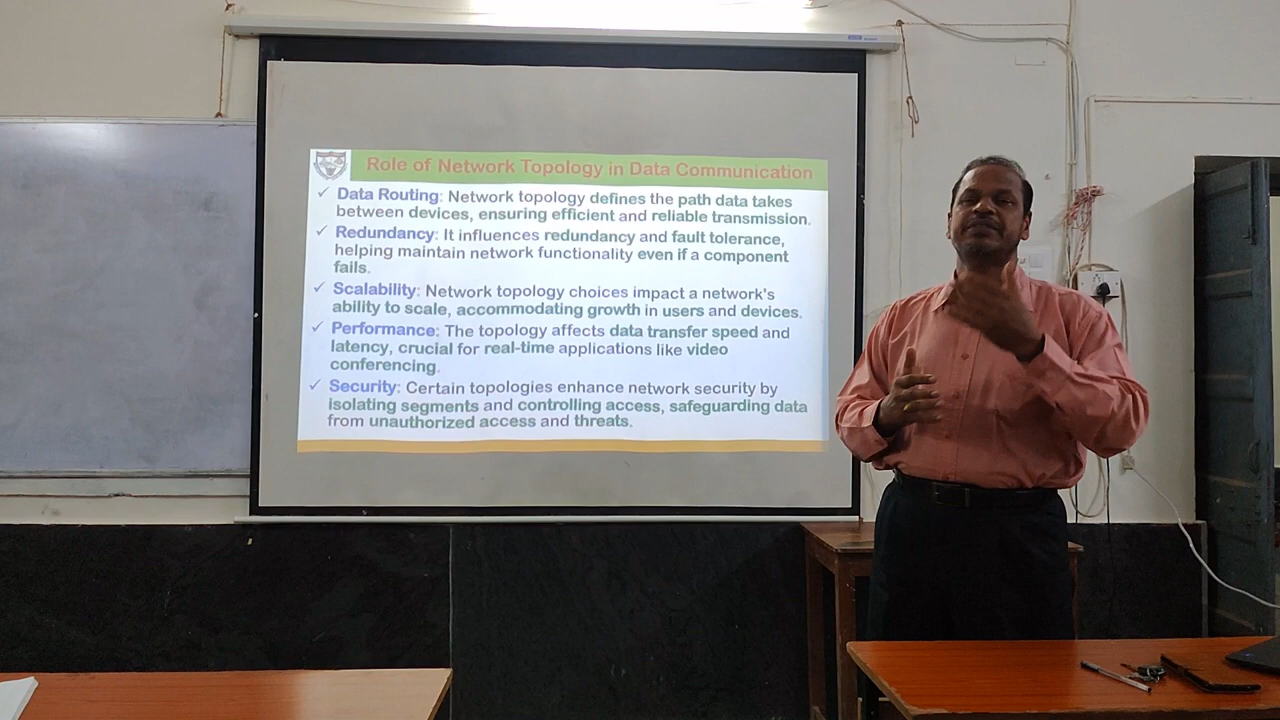 Role of Network Topology in Data Communication
✓ Data Routing: Network topology defines the path data takes
between devices, ensuring efficient and reliable transmission.
✓ Redundancy: It influences redundancy and fault tolerance,
helping maintain network functionality even if a component
fails.
✓ Scalability: Network topology choices impact a network's
ability to scale, accommodating growth in users and devices.
✓ Performance: The topology affects data transfer speed and
latency, crucial for real-time applications like video
conferencing.
✓ Security: Certain topologies enhance network security by
isolating segments and controlling access, safeguarding data
from unauthorized access and threats.